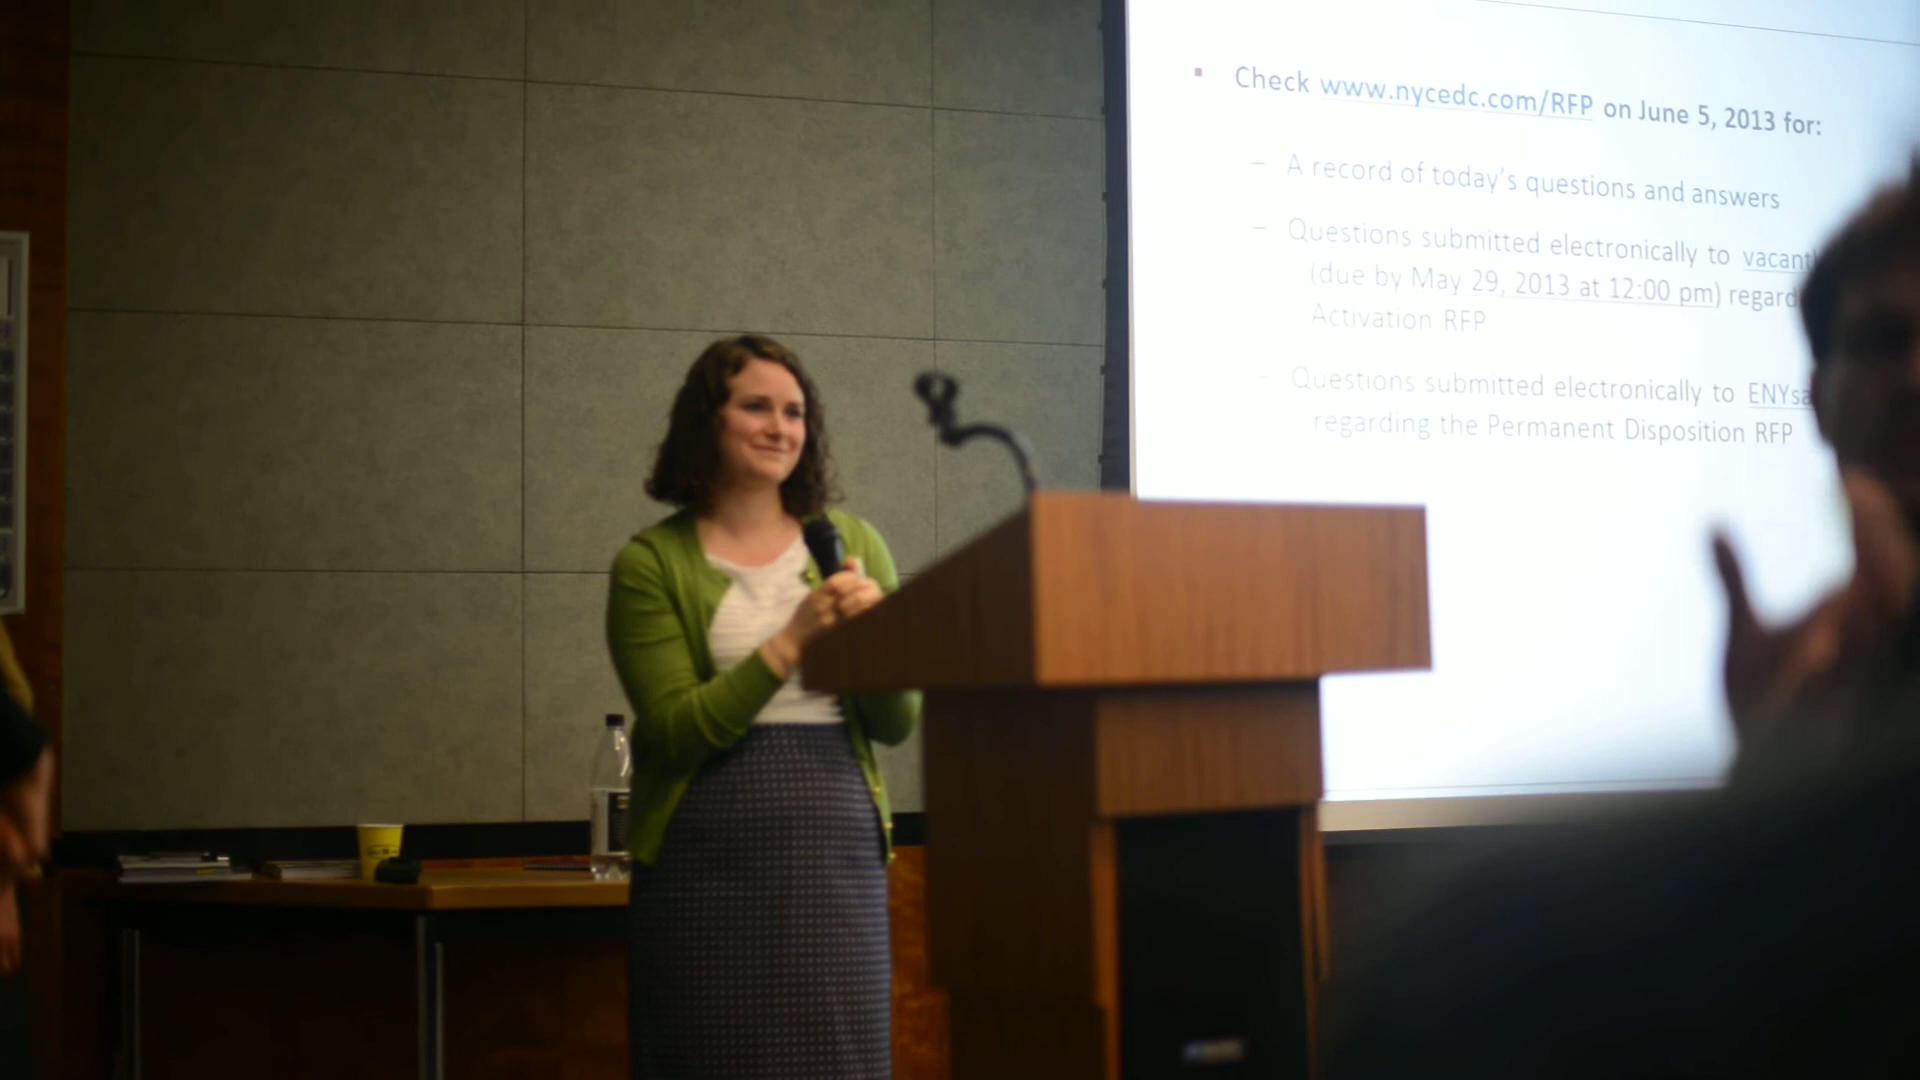 Check www.nycedc.com/RFP on June 5, 2013 for:
– A record of today's questions and answers
– Questions submitted electronically to
(due by May 29, 2013 at 12:00 pm)
Activation RFP
– Questions submitted electronically to
regarding the Permanent Disposition RFP